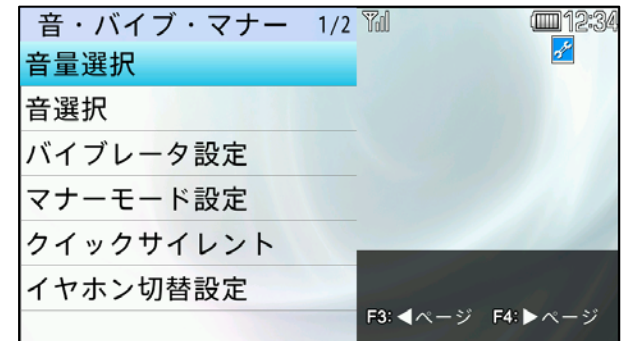 音・バイブ・マナー 1/2
12:34
音量選択
音選択
バイブレータ設定
マナーモード設定
クイックサイレント
イヤホン切替設定
F3:◀ページ F4:▶ページ